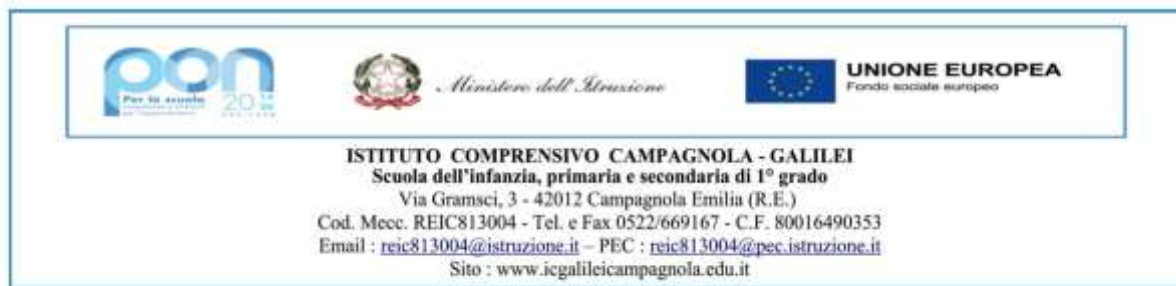 pon
Per la scuola
20 14
20
Ministero dell'Istruzione
UNIONE EUROPEA
Fondo sociale europeo
ISTITUTO COMPRENSIVO CAMPAGNOLA - GALILEI
Scuola dell'infanzia, primaria e secondaria di 1° grado
Via Gramsci, 3 - 42012 Campagnola Emilia (R.E.)
Cod. Mecc. REIC813004 - Tel. e Fax 0522/669167 - C.F. 80016490353
Email : reic813004@istruzione.it – PEC : reic813004@pec.istruzione.it
Sito : www.icgalileicampagnola.edu.it